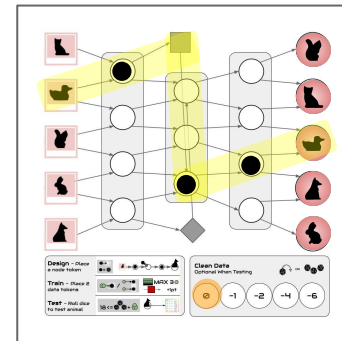 Design - Place
a node token
Train - Place 2
data tokens
MAX 3
+1pt
Test - Roll dice
to test animal
Clean Data
Optional When Testing
OR
0 -1 -2 -4 -6